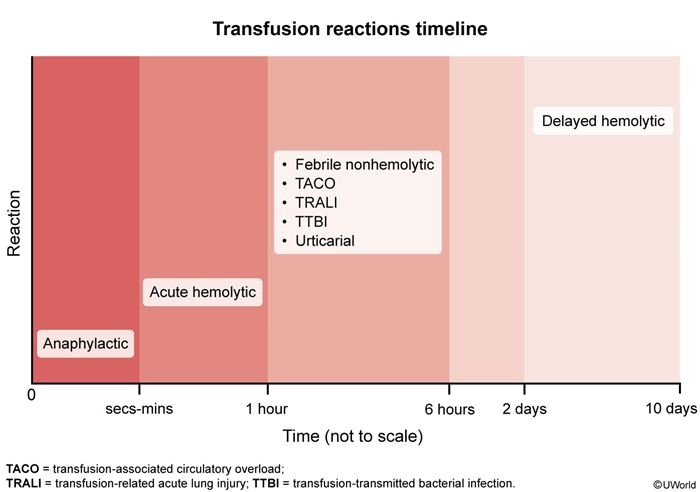 Transfusion reactions timeline
Reaction
Delayed hemolytic
• Febrile nonhemolytic
• TACO
• TRALI
• TTBI
• Urticarial
Acute hemolytic
Anaphylactic
0
secs-mins
1 hour
6 hours
2 days
10 days
Time (not to scale)
TACO = transfusion-associated circulatory overload;
TRALI = transfusion-related acute lung injury; TTBI = transfusion-transmitted bacterial infection.
©UWorld